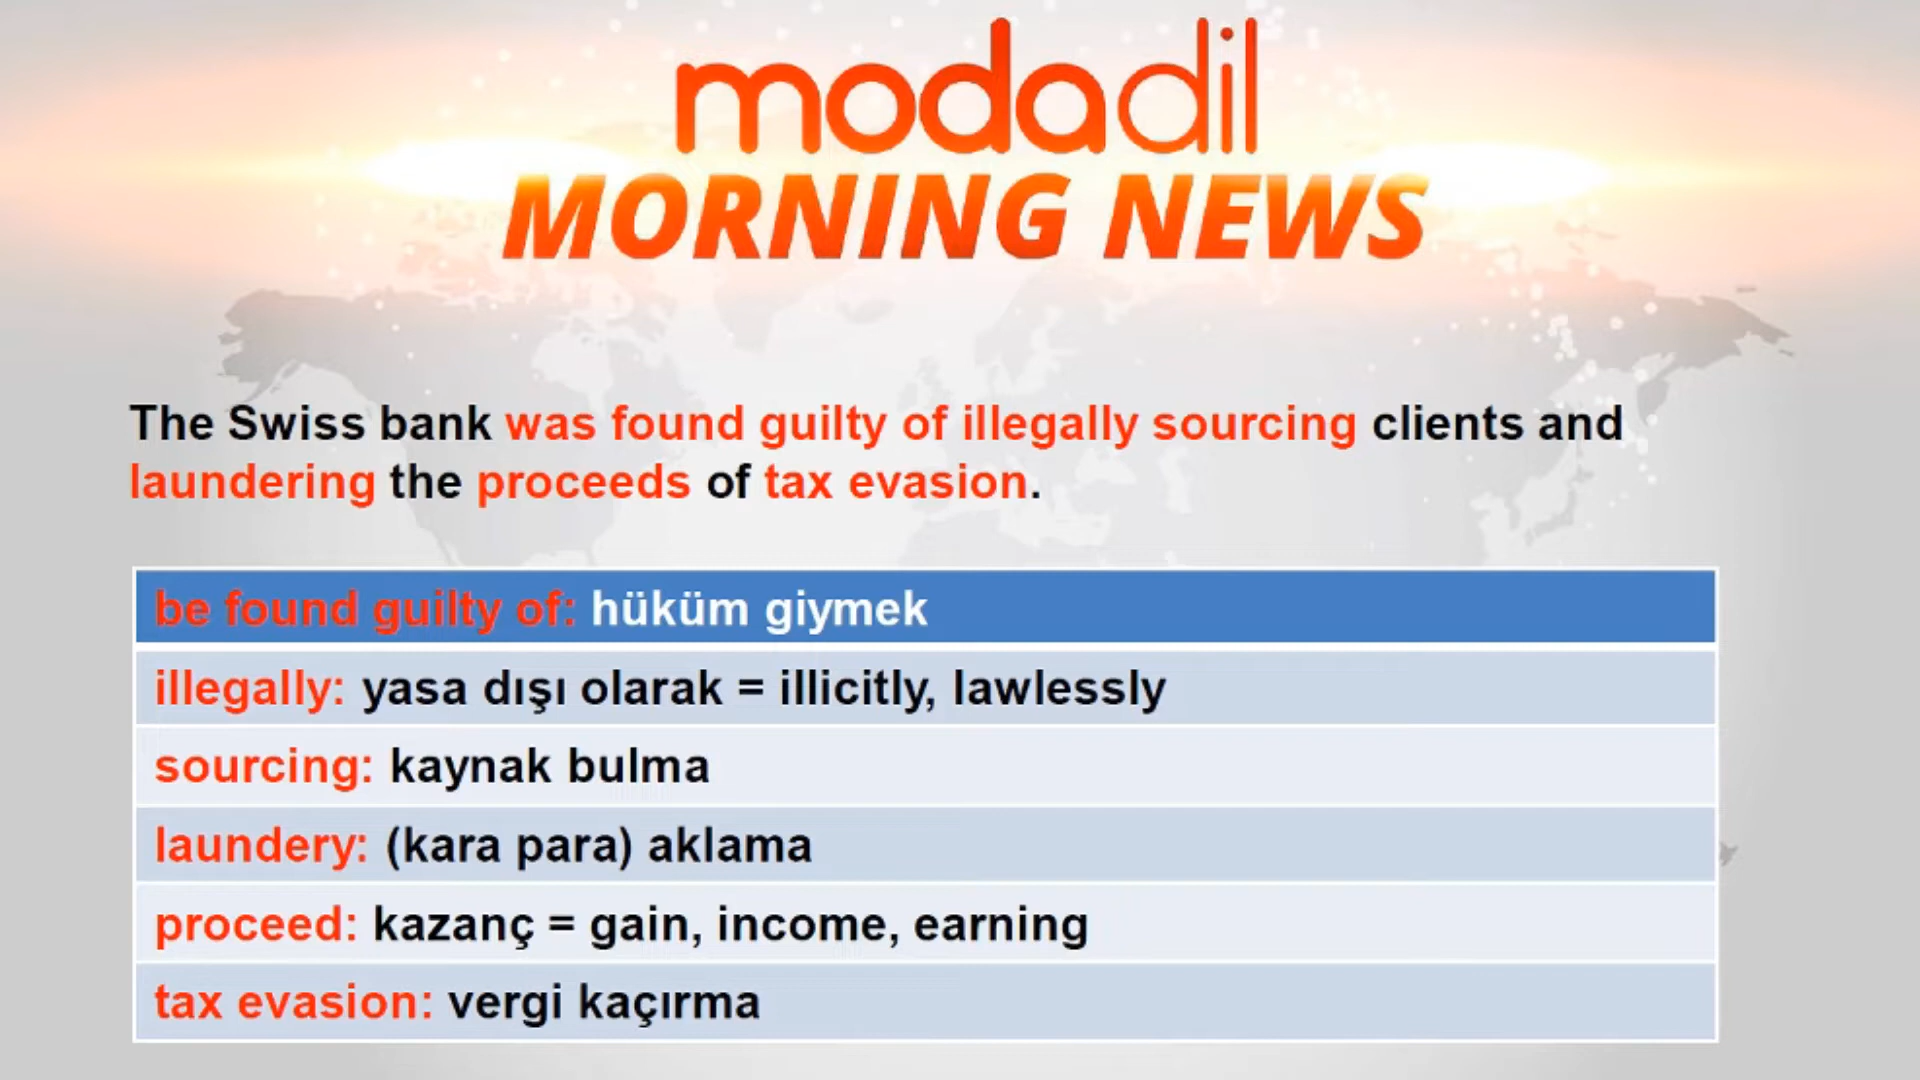 modadil
MORNING NEWS
The Swiss bank was found guilty of illegally sourcing clients and
laundering the proceeds of tax evasion.
be found guilty of: hüküm giymek
illegally: yasa dışı olarak = illicitly, lawlessly
sourcing: kaynak bulma
laundery: (kara para) aklama
proceed: kazanç = gain, income, earning
tax evasion: vergi kaçırma